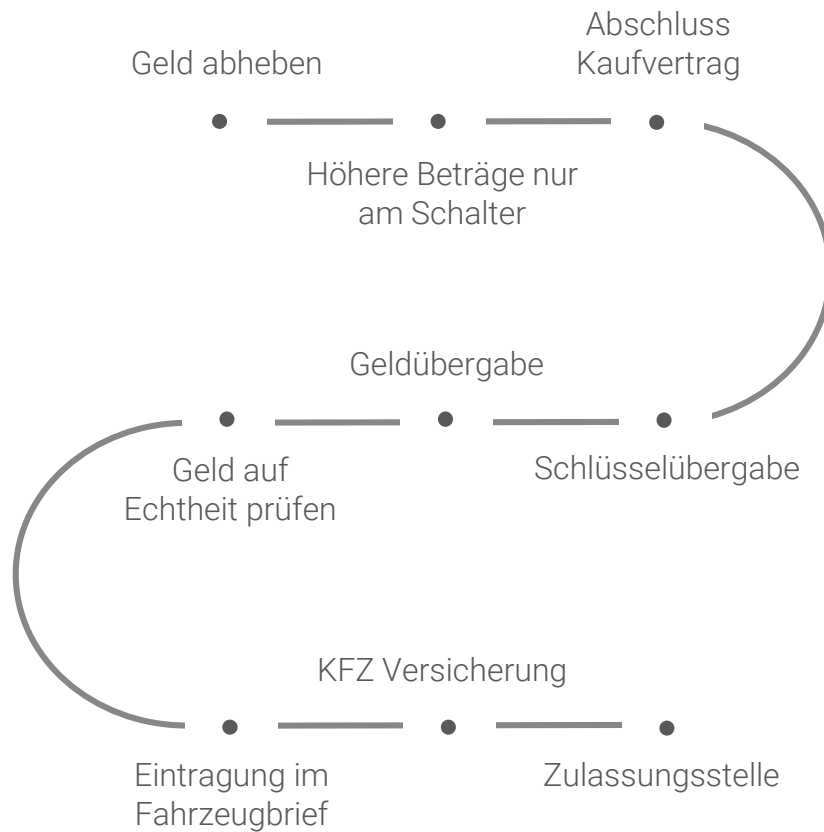 Geld abheben
Höhere Beträge nur
am Schalter
Abschluss
Kaufvertrag
Schlüsselübergabe
Geldübergabe
Geld auf
Echtheit prüfen
Eintragung im
Fahrzeugbrief
KFZ Versicherung
Zulassungsstelle